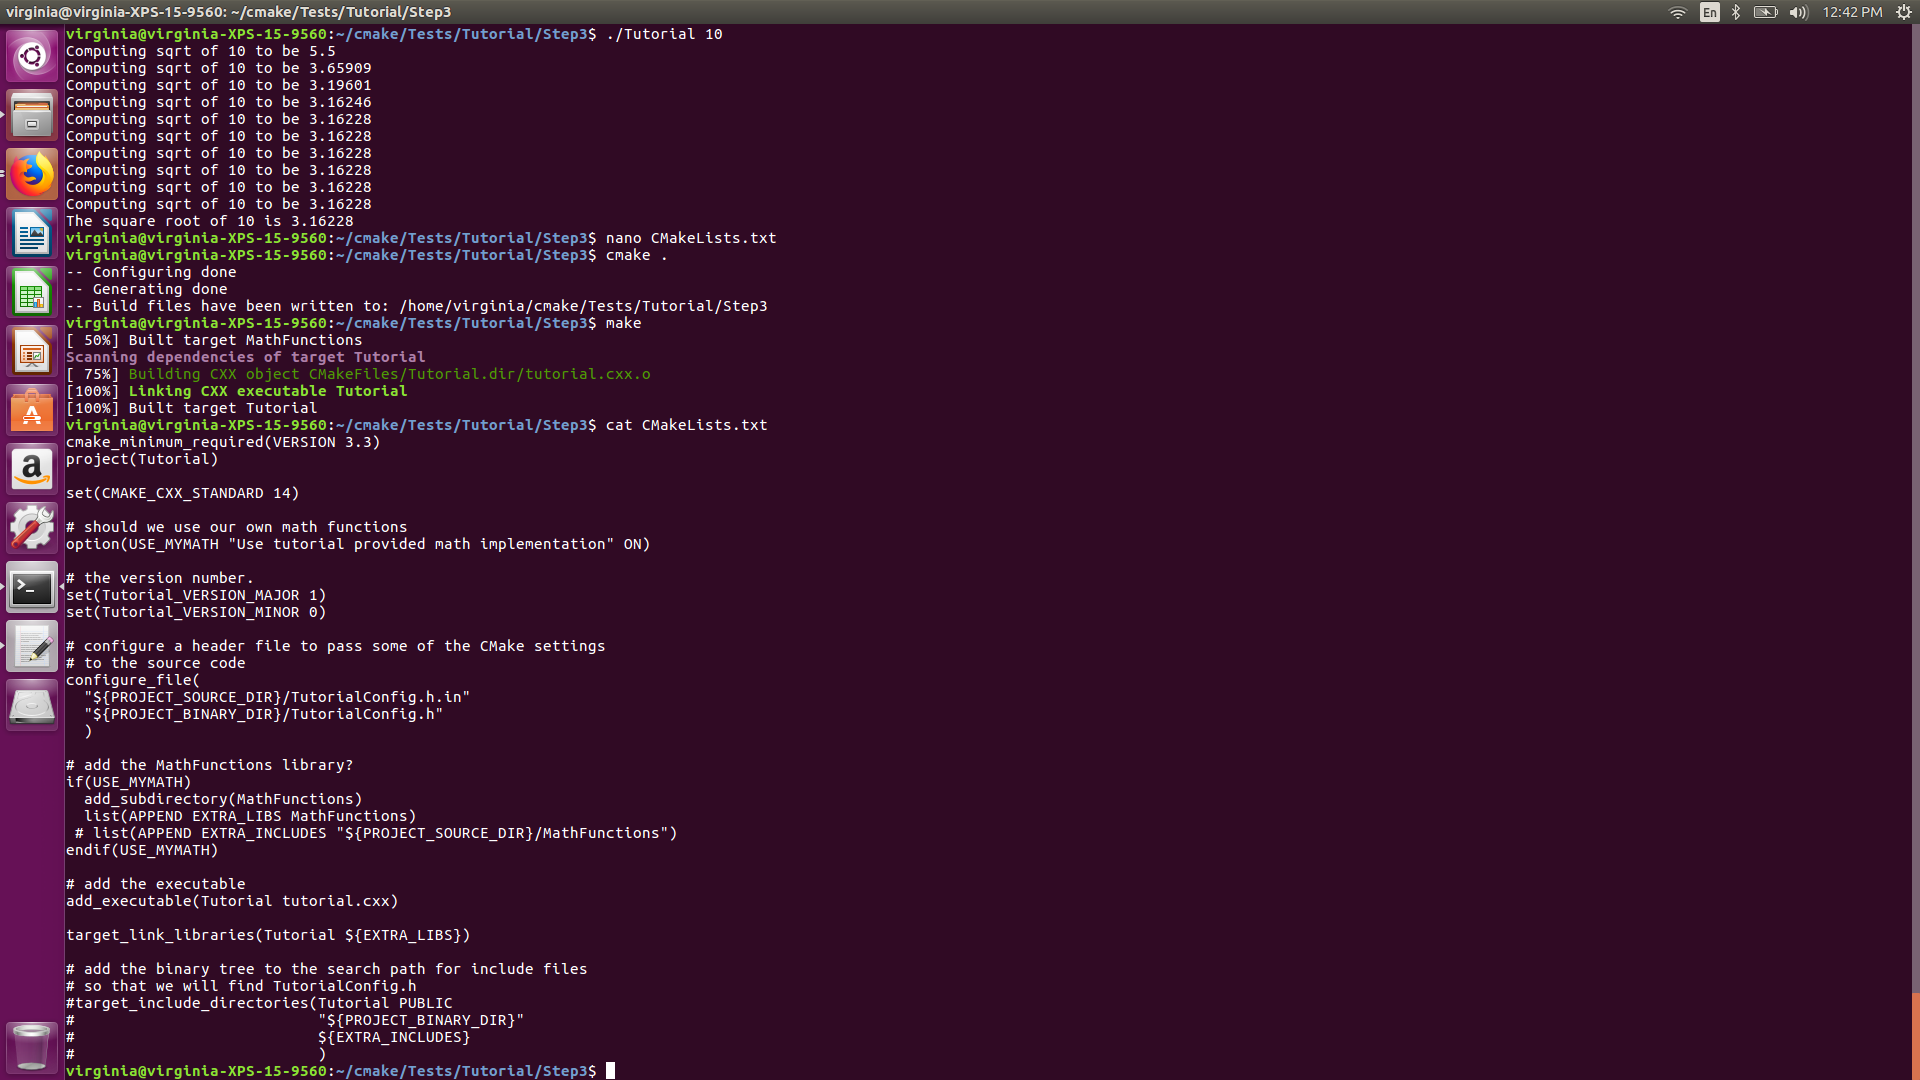 virginia@virginia-XPS-15-9560: ~/cmake/Tests/Tutorial/Step3
En
12:42 PM
virginia@virginia-XPS-15-9560:~/cmake/Tests/Tutorial/Step3$ ./Tutorial 10
Computing sqrt of 10 to be 5.5
Computing sqrt of 10 to be 3.65909
Computing sqrt of 10 to be 3.19601
Computing sqrt of 10 to be 3.16246
Computing sqrt of 10 to be 3.16228
Computing sqrt of 10 to be 3.16228
Computing sqrt of 10 to be 3.16228
Computing sqrt of 10 to be 3.16228
Computing sqrt of 10 to be 3.16228
Computing sqrt of 10 to be 3.16228
The square root of 10 is 3.16228
virginia@virginia-XPS-15-9560:~/cmake/Tests/Tutorial/Step3$ nano CMakeLists.txt
virginia@virginia-XPS-15-9560:~/cmake/Tests/Tutorial/Step3$ cmake .
-- Configuring done
-- Generating done
-- Build files have been written to: /home/virginia/cmake/Tests/Tutorial/Step3
virginia@virginia-XPS-15-9560:~/cmake/Tests/Tutorial/Step3$ make
[ 50%] Built target MathFunctions
Scanning dependencies of target Tutorial
[ 75%] Building CXX object CMakeFiles/Tutorial.dir/tutorial.cxx.o
[100%] Linking CXX executable Tutorial
[100%] Built target Tutorial
virginia@virginia-XPS-15-9560:~/cmake/Tests/Tutorial/Step3$ cat CMakeLists.txt
cmake_minimum_required(VERSION 3.3)
project(Tutorial)

set(CMAKE_CXX_STANDARD 14)

# should we use our own math functions
option(USE_MYMATH "Use tutorial provided math implementation" ON)

# the version number.
set(Tutorial_VERSION_MAJOR 1)
set(Tutorial_VERSION_MINOR 0)

# configure a header file to pass some of the CMake settings
# to the source code
configure_file(
  "${PROJECT_SOURCE_DIR}/TutorialConfig.h.in"
  "${PROJECT_BINARY_DIR}/TutorialConfig.h"
  )

# add the MathFunctions library?
if(USE_MYMATH)
  add_subdirectory(MathFunctions)
  list(APPEND EXTRA_LIBS MathFunctions)
 # list(APPEND EXTRA_INCLUDES "${PROJECT_SOURCE_DIR}/MathFunctions")
endif(USE_MYMATH)

# add the executable
add_executable(Tutorial tutorial.cxx)

target_link_libraries(Tutorial ${EXTRA_LIBS})

# add the binary tree to the search path for include files
# so that we will find TutorialConfig.h
#target_include_directories(Tutorial PUBLIC
#                           "${PROJECT_BINARY_DIR}"
#                           ${EXTRA_INCLUDES}
#                           )
virginia@virginia-XPS-15-9560:~/cmake/Tests/Tutorial/Step3$